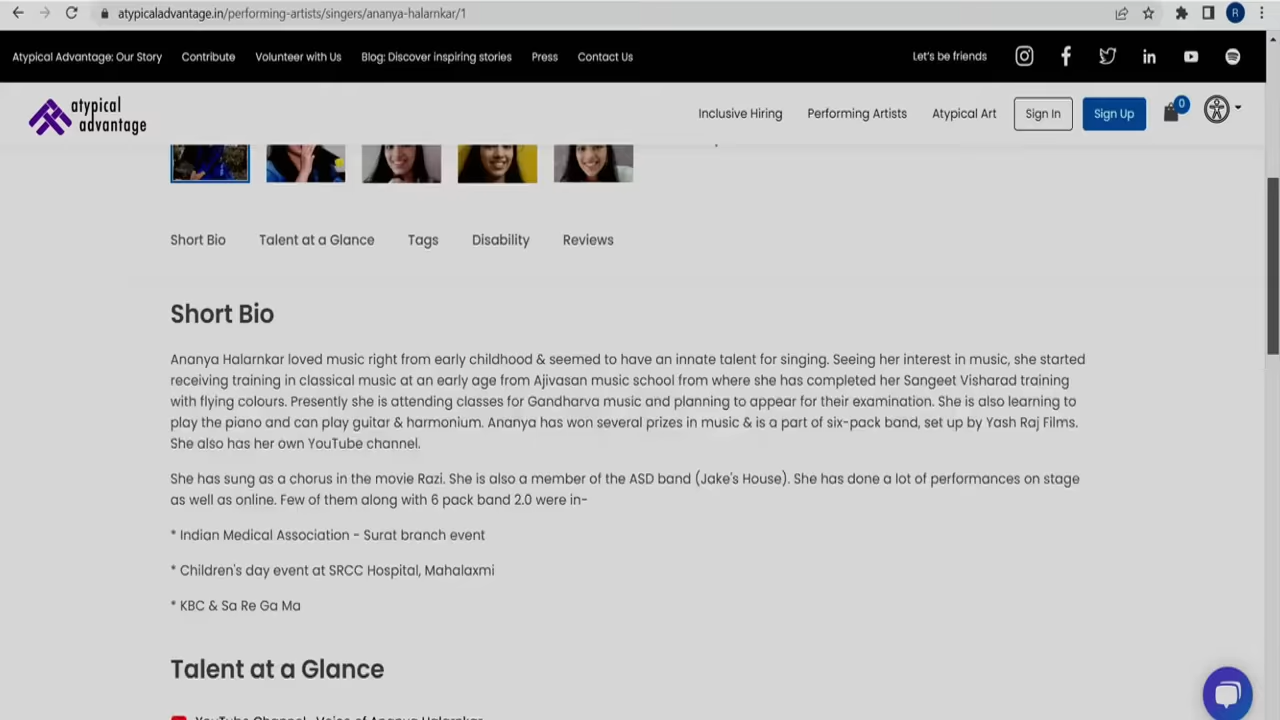 atypicaladvantage.in/performing-artists/singers/ananya-halarnkar/1
R
Atypical Advantage: Our Story Contribute Volunteer with Us Blog: Discover inspiring stories Press Contact Us Let's be friends
atypical advantage
Inclusive Hiring Performing Artists Atypical Art Sign In Sign Up 0
Short Bio Talent at a Glance Tags Disability Reviews
Short Bio
Ananya Halarnkar loved music right from early childhood & seemed to have an innate talent for singing. Seeing her interest in music, she started
receiving training in classical music at an early age from Ajivasan music school from where she has completed her Sangeet Visharad training
with flying colours. Presently she is attending classes for Gandharva music and planning to appear for their examination. She is also learning to
play the piano and can play guitar & harmonium. Ananya has won several prizes in music & is a part of six-pack band, set up by Yash Raj Films.
She also has her own YouTube channel.
She has sung as a chorus in the movie Razi. She is also a member of the ASD band (Jake's House). She has done a lot of performances on stage
as well as online. Few of them along with 6 pack band 2.0 were in-
* Indian Medical Association - Surat branch event
* Children's day event at SRCC Hospital, Mahalaxmi
* KBC & Sa Re Ga Ma
Talent at a Glance
YouTube Channel - Voice of Ananya Halarnkar